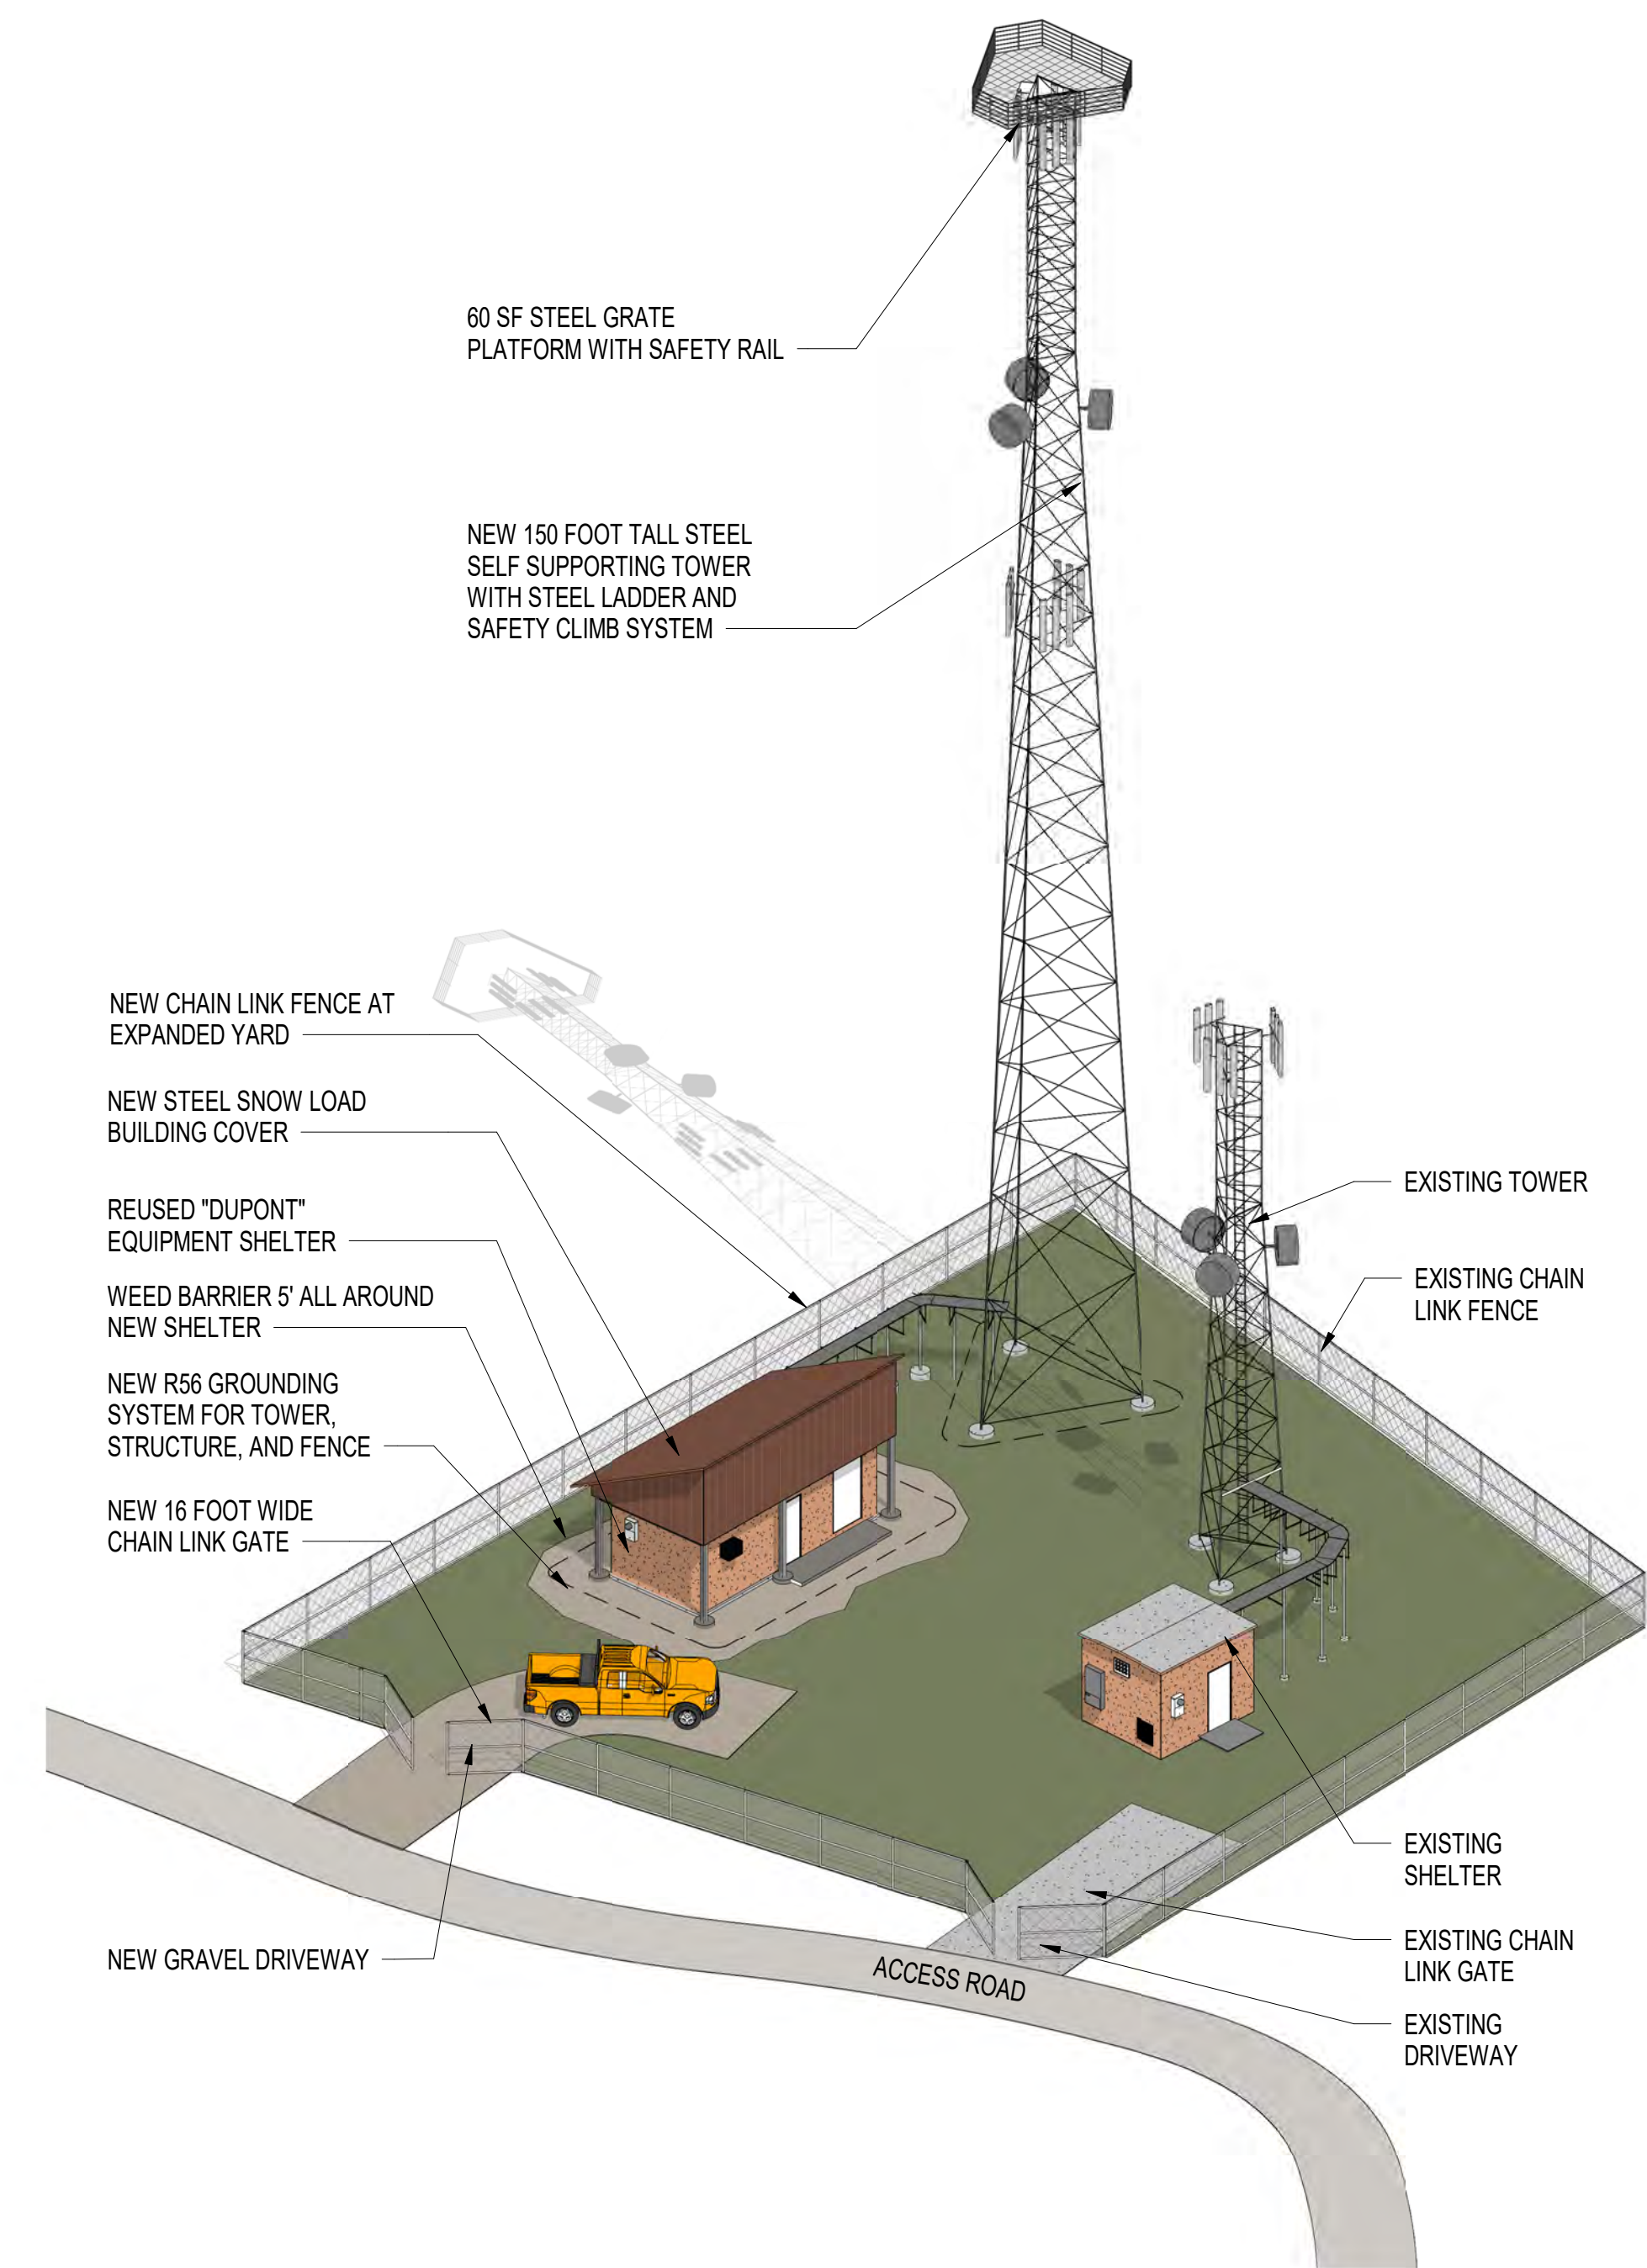 60 SF STEEL GRATE
PLATFORM WITH SAFETY RAIL
NEW 150 FOOT TALL STEEL
SELF SUPPORTING TOWER
WITH STEEL LADDER AND
SAFETY CLIMB SYSTEM
NEW CHAIN LINK FENCE AT
EXPANDED YARD
NEW STEEL SNOW LOAD
BUILDING COVER
REUSED "DUPONT"
EQUIPMENT SHELTER
WEED BARRIER 5' ALL AROUND
NEW SHELTER
NEW R56 GROUNDING
SYSTEM FOR TOWER,
STRUCTURE, AND FENCE
NEW 16 FOOT WIDE
CHAIN LINK GATE
NEW GRAVEL DRIVEWAY
EXISTING TOWER
EXISTING CHAIN
LINK FENCE
EXISTING
SHELTER
EXISTING CHAIN
LINK GATE
EXISTING
DRIVEWAY
ACCESS ROAD